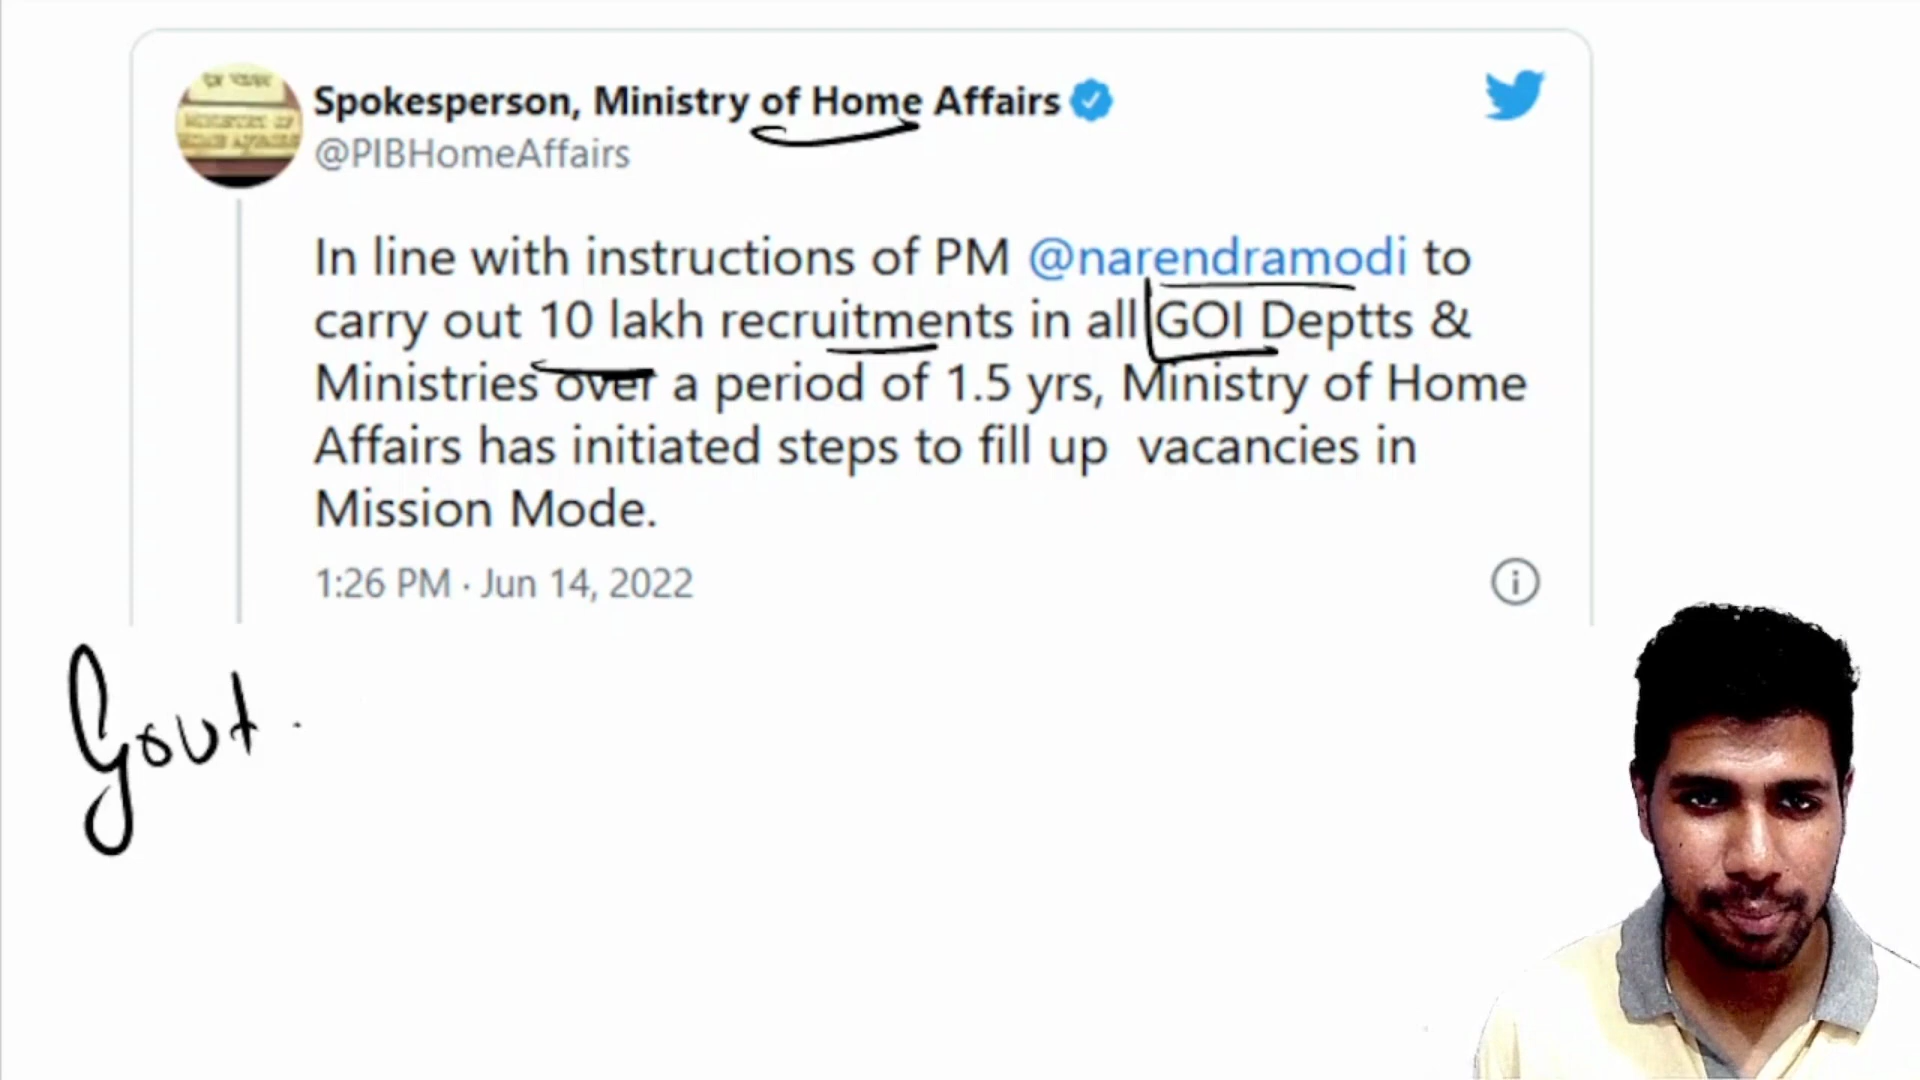 Spokesperson, Ministry of Home Affairs
@PIBHomeAffairs
In line with instructions of PM @narendramodi to
carry out 10 lakh recruitments in all GOI Deptts &
Ministries over a period of 1.5 yrs, Ministry of Home
Affairs has initiated steps to fill up vacancies in
Mission Mode.
1:26 PM · Jun 14, 2022
Govt.